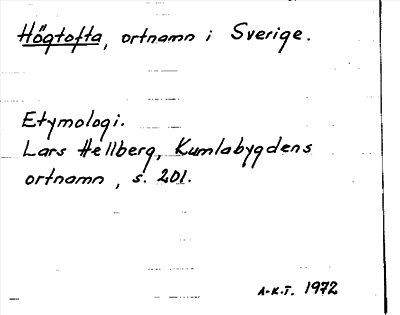 Högtofta, ortnamn i Sverige.
Etymologi.
Lars Hellberg, Kumlabygdens
ortnamn, s. 201.
A.K.T. 1972